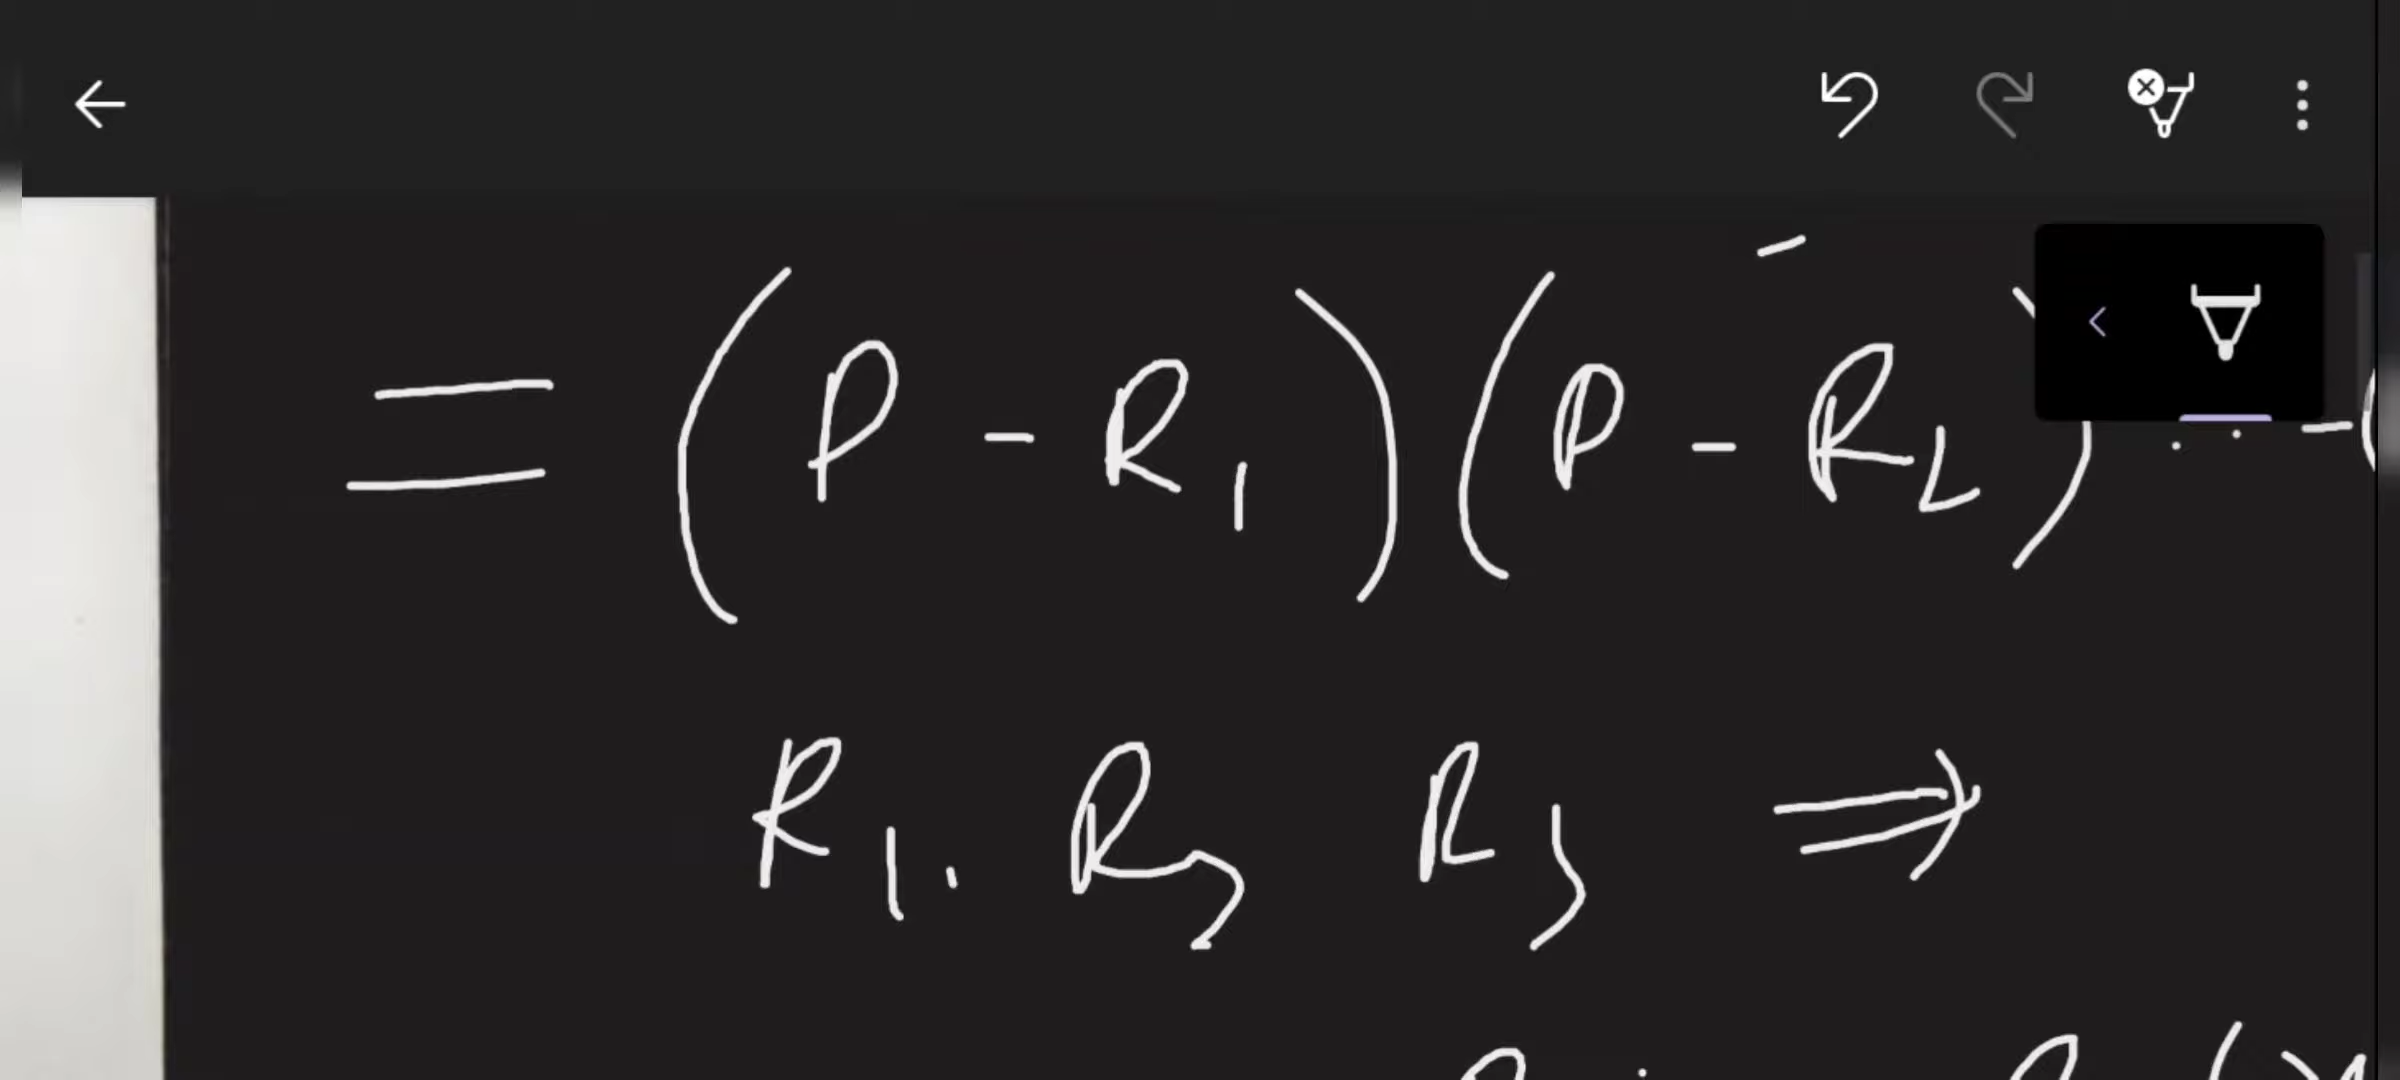 = (P - R₁) (P - R₂) . . - (
R₁. R₂ R₃ ⇒